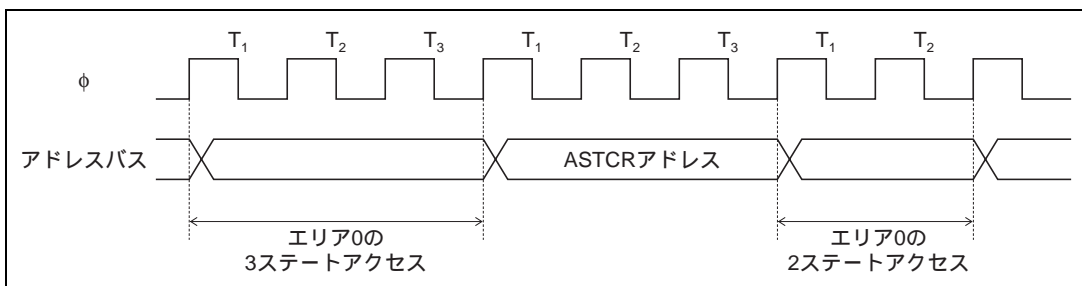 T₁ T₂ T₃ T₁ T₂ T₃ T₁ T₂
φ
アドレスバス
ASTCRアドレス
エリア0の
3ステートアクセス
エリア0の
2ステートアクセス